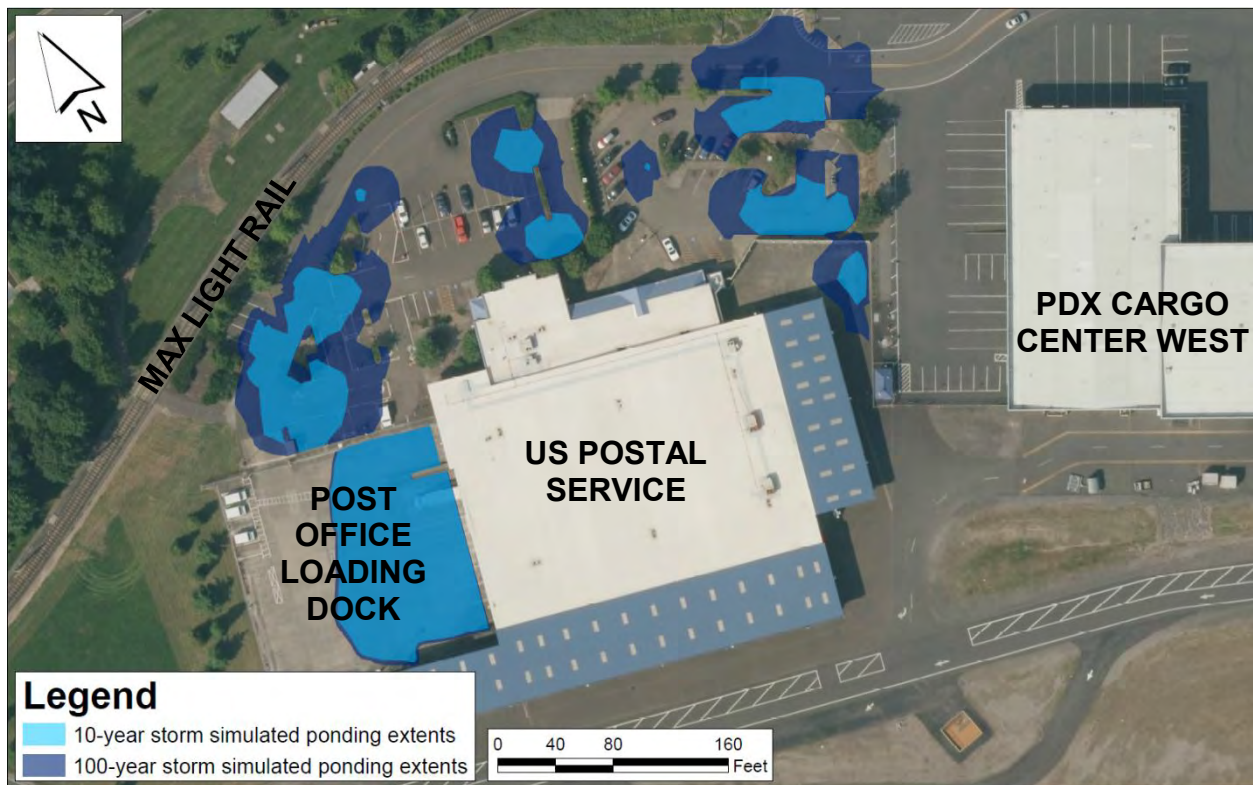 N
MAX LIGHT RAIL
PDX CARGO
CENTER WEST
US POSTAL
SERVICE
POST
OFFICE
LOADING
DOCK
Legend
10-year storm simulated ponding extents
100-year storm simulated ponding extents
0 40 80 160
Feet